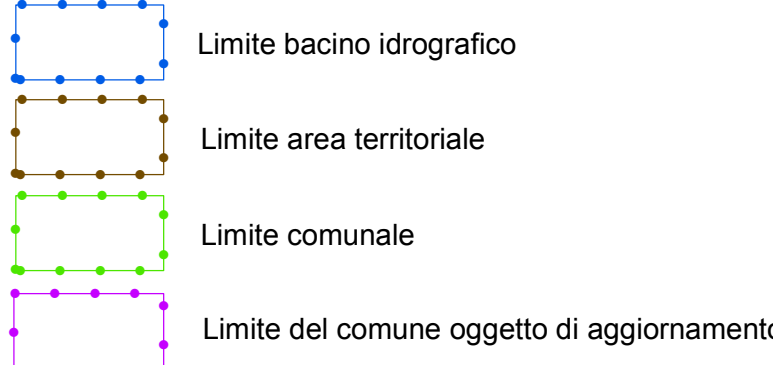 Limite bacino idrografico
Limite area territoriale
Limite comunale
Limite del comune oggetto di aggiornamento